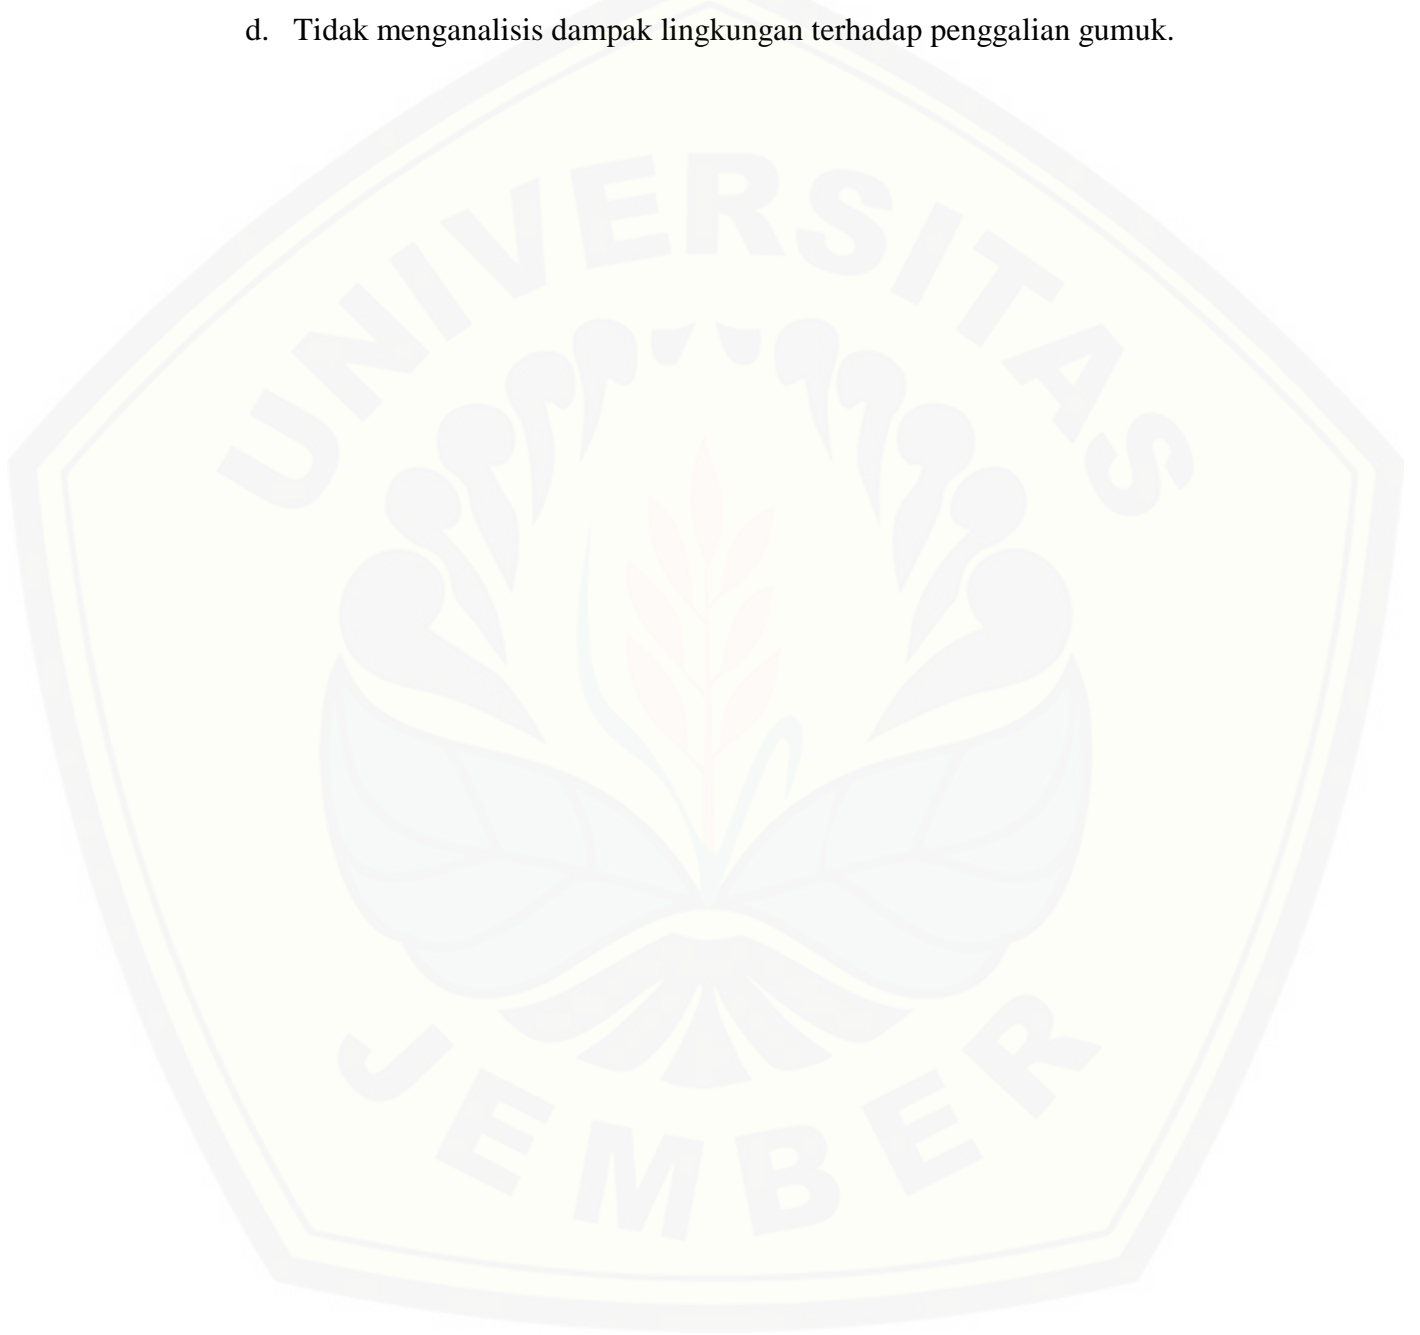 d. Tidak menganalisis dampak lingkungan terhadap penggalian gumuk.
UNIVERSITAS
JEMBER